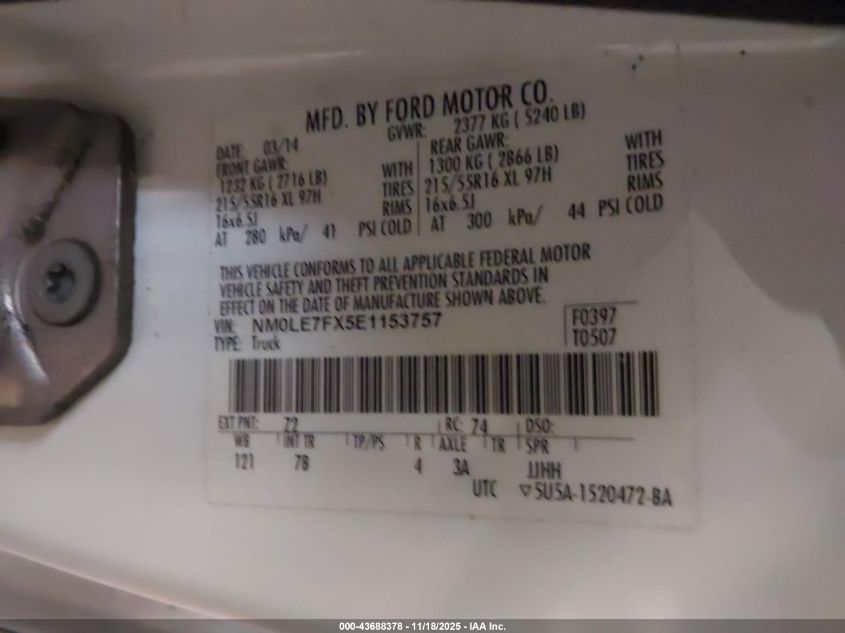 MFD. BY FORD MOTOR CO.
DATE: 03/14 GVWR: 2377 KG ( 5240 LB)
FRONT GAWR: REAR GAWR:
1232 KG ( 2716 LB) WITH 1300 KG ( 2866 LB) WITH
215/55R16 XL 97H TIRES 215/55R16 XL 97H TIRES
16x6.5J RIMS 16x6.5J RIMS
AT 280 kPa/ 41 PSI COLD AT 300 kPa/ 44 PSI COLD
THIS VEHICLE CONFORMS TO ALL APPLICABLE FEDERAL MOTOR
VEHICLE SAFETY AND THEFT PREVENTION STANDARDS IN
EFFECT ON THE DATE OF MANUFACTURE SHOWN ABOVE.
VIN: NM0LE7FX5E1153757 F0397
TYPE: Truck T0507
EXT PNT: Z2 RC: 74 DSO:
WB INT TR TP/PS R AXLE TR SPR
121 78 4 3A JJHH
UTC ▽5U5A-1520472-BA
000-43688378 - 11/18/2025 - IAA Inc.